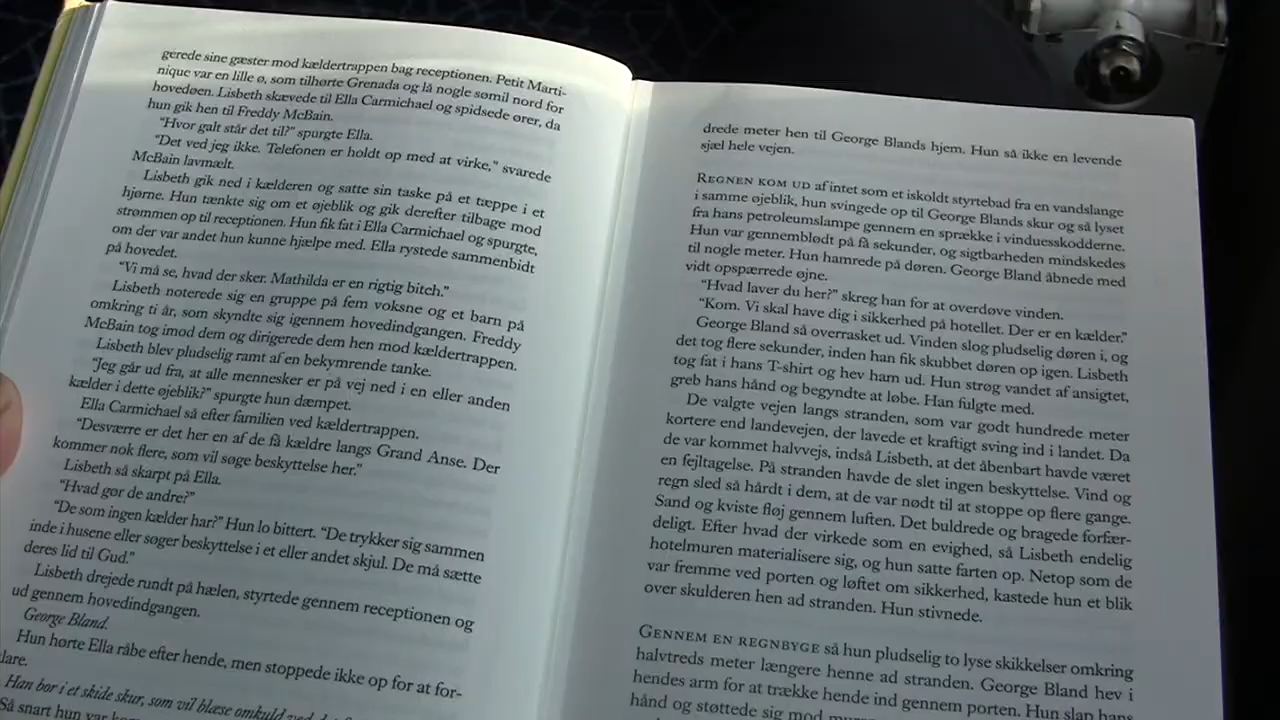 gerede sine gæster mod kældertrappen bag receptionen. Petit Marti-
nique var en lille ø, som tilhørte Grenada og lå nogle sømil nord for
hovedøen. Lisbeth skævede til Ella Carmichael og spidsede ører, da
hun gik hen til Freddy McBain.
"Hvor galt står det til?" spurgte Ella.
"Det ved jeg ikke. Telefonen er holdt op med at virke," svarede
McBain lavmælt.
Lisbeth gik ned i kælderen og satte sin taske på et tæppe i et
hjørne. Hun tænkte sig om et øjeblik og gik derefter tilbage mod
strømmen op til receptionen. Hun fik fat i Ella Carmichael og spurgte,
om der var andet hun kunne hjælpe med. Ella rystede sammenbidt
på hovedet.
"Vi må se, hvad der sker. Mathilda er en rigtig bitch."
Lisbeth noterede sig en gruppe på fem voksne og et barn på
omkring ti år, som skyndte sig igennem hovedindgangen. Freddy
McBain tog imod dem og dirigerede dem hen mod kældertrappen.
Lisbeth blev pludselig ramt af en bekymrende tanke.
"Jeg går ud fra, at alle mennesker er på vej ned i en eller anden
kælder i dette øjeblik?" spurgte hun dæmpet.
Ella Carmichael så efter familien ved kældertrappen.
"Desværre er det her en af de få kældre langs Grand Anse. Der
kommer nok flere, som vil søge beskyttelse her."
Lisbeth så skarpt på Ella.
"Hvad gør de andre?"
"De som ingen kælder har?" Hun lo bittert. "De trykker sig sammen
inde i husene eller søger beskyttelse i et eller andet skjul. De må sætte
deres lid til Gud."
Lisbeth drejede rundt på hælen, styrtede gennem receptionen og
ud gennem hovedindgangen.
George Bland.
Hun hørte Ella råbe efter hende, men stoppede ikke op for at for-
lare.
Han bor i et skide skur, som vil blæse omkuld ved det
Så snart hun var
drede meter hen til George Blands hjem. Hun så ikke en levende
sjæl hele vejen.
REGNEN KOM UD af intet som et iskoldt styrtebad fra en vandslange
i samme øjeblik, hun svingede op til George Blands skur og så lyset
fra hans petroleumslampe gennem en sprække i vinduesskodderne.
Hun var gennemblødt på få sekunder, og sigtbarheden mindskedes
til nogle meter. Hun hamrede på døren. George Bland åbnede med
vidt opspærrede øjne.
"Hvad laver du her?" skreg han for at overdøve vinden.
"Kom. Vi skal have dig i sikkerhed på hotellet. Der er en kælder."
George Bland så overrasket ud. Vinden slog pludselig døren i, og
det tog flere sekunder, inden han fik skubbet døren op igen. Lisbeth
tog fat i hans T-shirt og hev ham ud. Hun strøg vandet af ansigtet,
greb hans hånd og begyndte at løbe. Han fulgte med.
De valgte vejen langs stranden, som var godt hundrede meter
kortere end landevejen, der lavede et kraftigt sving ind i landet. Da
de var kommet halvvejs, indså Lisbeth, at det åbenbart havde været
en fejltagelse. På stranden havde de slet ingen beskyttelse. Vind og
regn sled så hårdt i dem, at de var nødt til at stoppe op flere gange.
Sand og kviste fløj gennem luften. Det buldrede og bragede forfær-
deligt. Efter hvad der virkede som en evighed, så Lisbeth endelig
hotelmuren materialisere sig, og hun satte farten op. Netop som de
var fremme ved porten og løftet om sikkerhed, kastede hun et blik
over skulderen hen ad stranden. Hun stivnede.
GENNEM EN REGNBYGE så hun pludselig to lyse skikkelser omkring
halvtreds meter længere henne ad stranden. George Bland hev i
hendes arm for at trække hende ind gennem porten. Hun slap hans
hånd og støttede sig mod